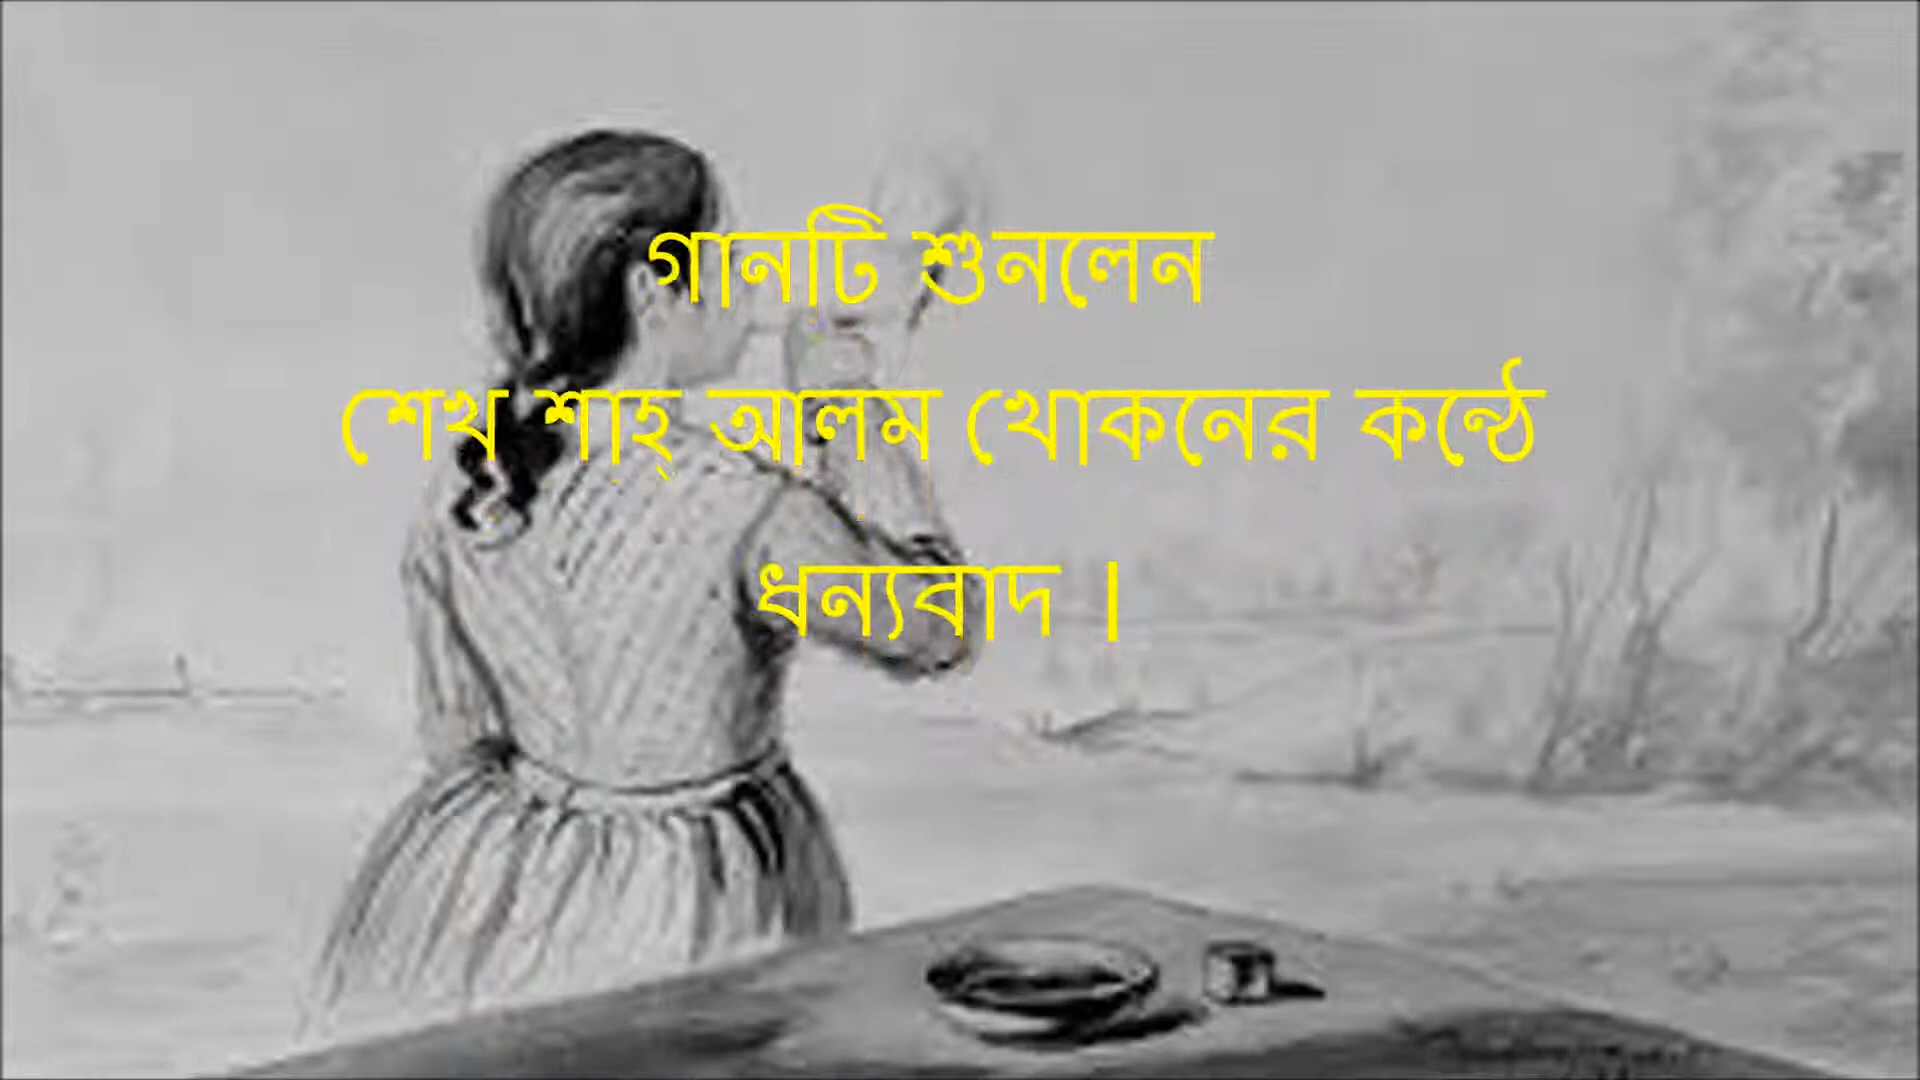 গানটি শুনলেন
শেখ শাহ্ আলম খোকনের কন্ঠে
ধন্যবাদ ।